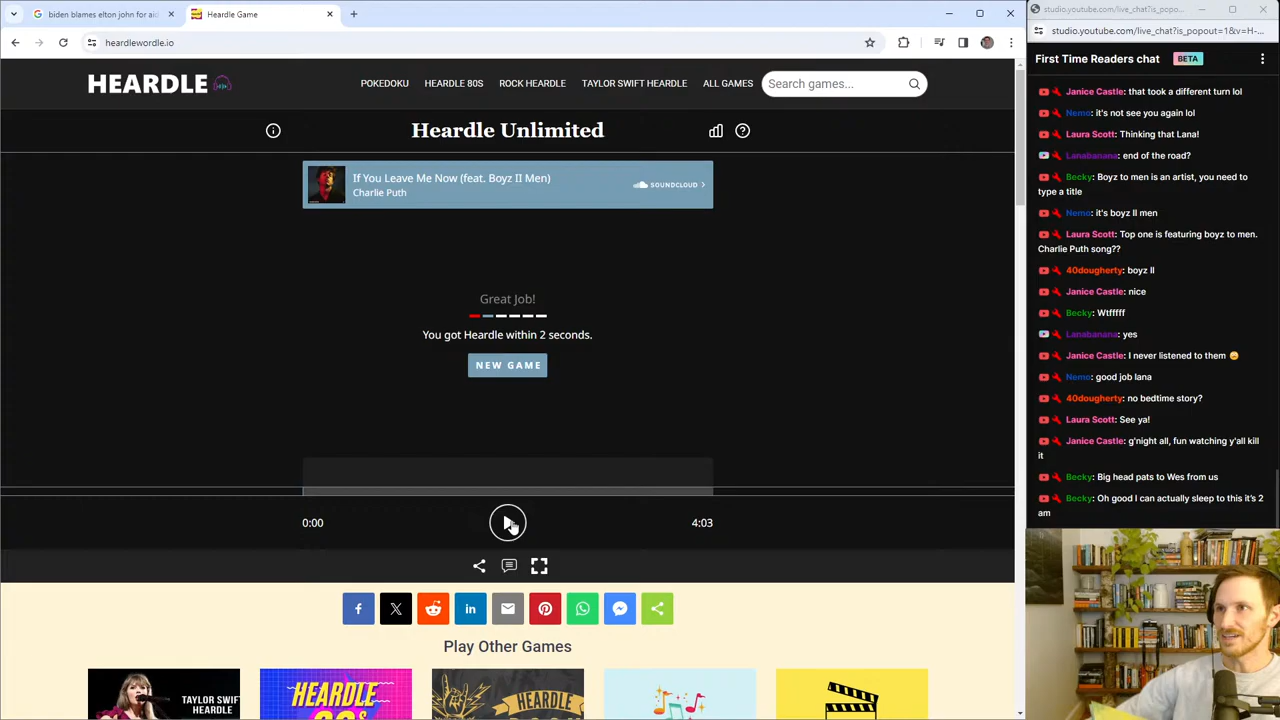 biden blames elton john for aid
Heardle Game
heardlewordle.io
HEARDLE
POKEDOKU
HEARDLE 80S
ROCK HEARDLE
TAYLOR SWIFT HEARDLE
ALL GAMES
Search games...
Heardle Unlimited
If You Leave Me Now (feat. Boyz II Men)
Charlie Puth
SOUNDCLOUD
Great Job!
You got Heardle within 2 seconds.
NEW GAME
0:00
4:03
Play Other Games
TAYLOR SWIFT
HEARDLE
HEARDLE
HEARDLE
studio.youtube.com/live_chat?is_popo...
studio.youtube.com/live_chat?is_popout=1&v=H-...
First Time Readers chat BETA
Janice Castle: that took a different turn lol
Nemo: it's not see you again lol
Laura Scott: Thinking that Lana!
Lanabanana: end of the road?
Becky: Boyz to men is an artist, you need to
type a title
Nemo: it's boyz II men
Laura Scott: Top one is featuring boyz to men.
Charlie Puth song??
40dougherty: boyz II
Janice Castle: nice
Becky: Wtfffff
Lanabanana: yes
Janice Castle: I never listened to them
Nemo: good job lana
40dougherty: no bedtime story?
Laura Scott: See ya!
Janice Castle: g'night all, fun watching y'all kill
it
Becky: Big head pats to Wes from us
Becky: Oh good I can actually sleep to this it's 2
am